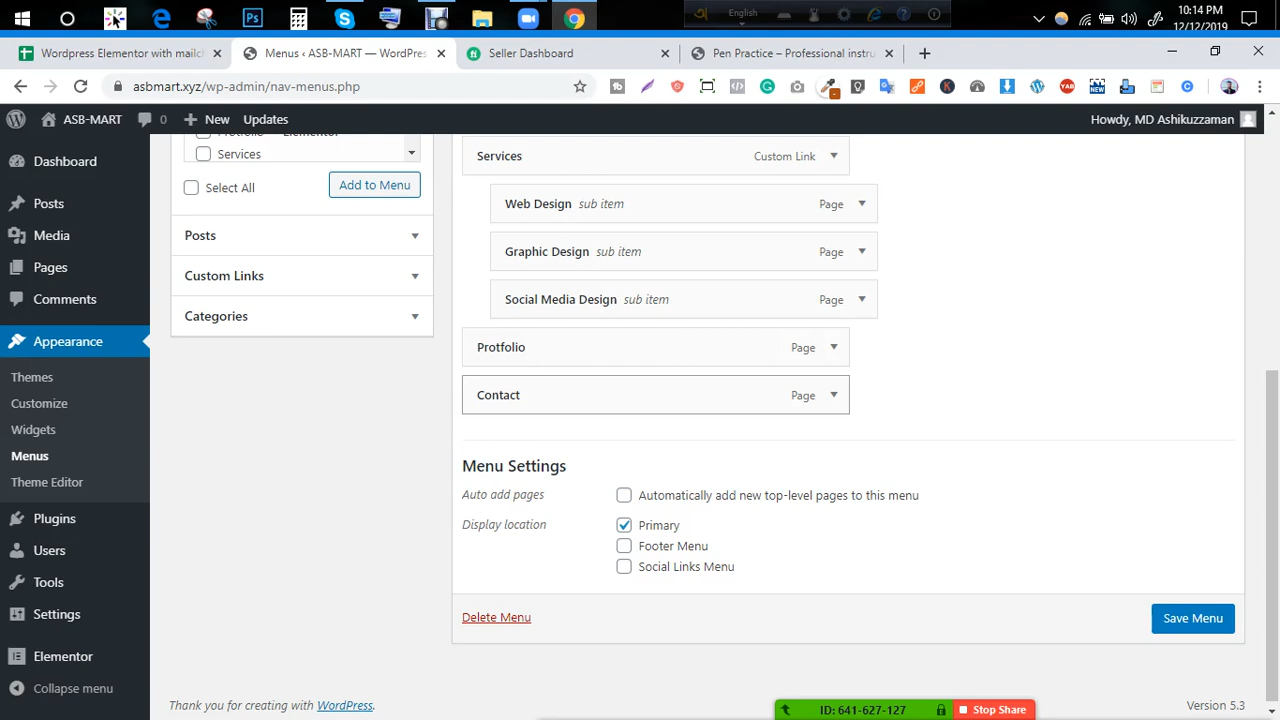 English
10:14 PM
12/12/2019
Wordpress Elementor with mailch
Menus ‹ ASB-MART — WordPres
Seller Dashboard
Pen Practice – Professional instru
asbmart.xyz/wp-admin/nav-menus.php
ASB-MART
0
New
Updates
Howdy, MD Ashikuzzaman
Dashboard
Posts
Media
Pages
Comments
Appearance
Themes
Customize
Widgets
Menus
Theme Editor
Plugins
Users
Tools
Settings
Elementor
Collapse menu
Services
Select All
Add to Menu
Posts
Custom Links
Categories
Services Custom Link
Web Design sub item Page
Graphic Design sub item Page
Social Media Design sub item Page
Protfolio Page
Contact Page
Menu Settings
Auto add pages
Automatically add new top-level pages to this menu
Display location
Primary
Footer Menu
Social Links Menu
Delete Menu
Save Menu
Thank you for creating with WordPress.
Version 5.3
ID: 641-627-127
Stop Share